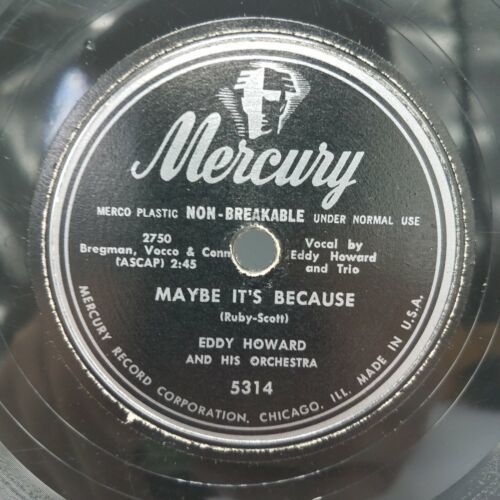 Mercury
MERCO PLASTIC NON-BREAKABLE UNDER NORMAL USE
2750
Bregman, Vocco & Conn
(ASCAP) 2:45
Vocal by
Eddy Howard
and Trio
MAYBE IT'S BECAUSE
(Ruby-Scott)
EDDY HOWARD
AND HIS ORCHESTRA
5314
MERCURY RECORD CORPORATION, CHICAGO, ILL. MADE IN U.S.A.